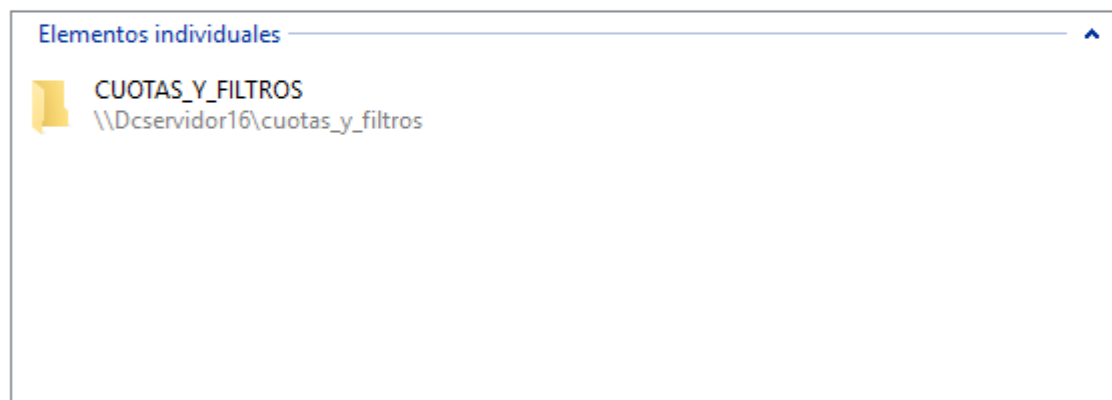 Elementos individuales
CUOTAS_Y_FILTROS
\\Dcservidor16\cuotas_y_filtros